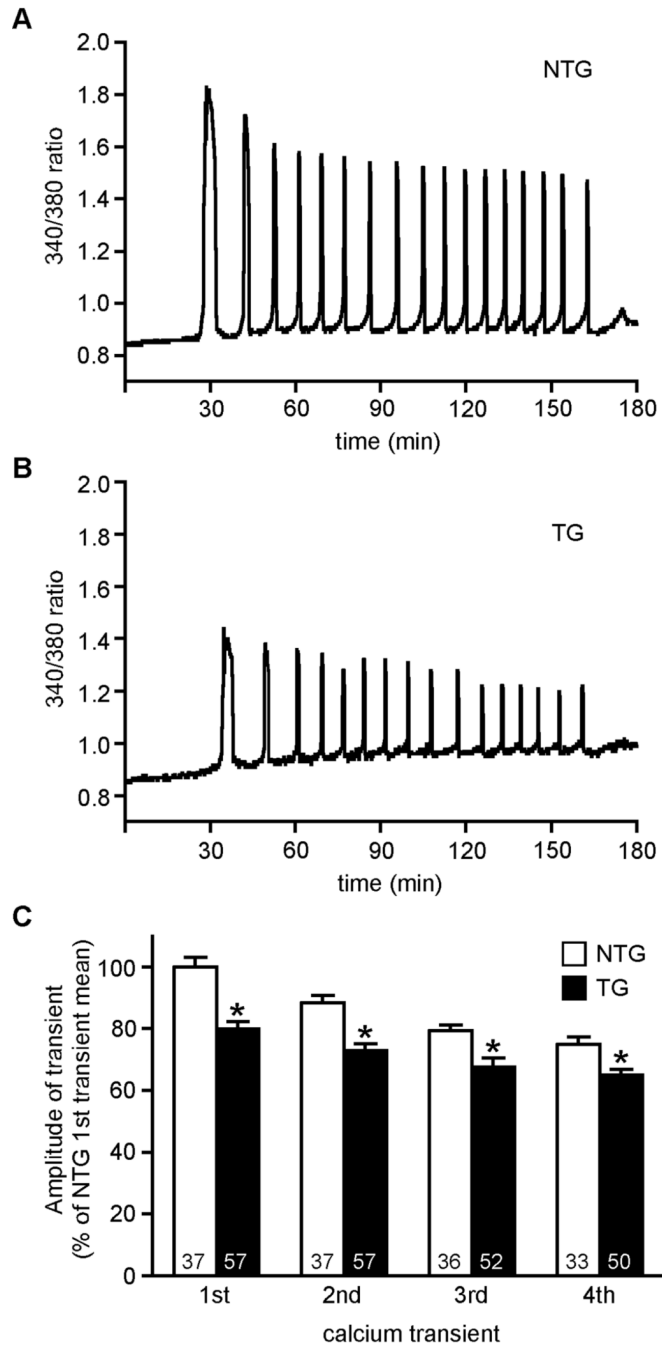 A
2.0
1.8
1.6
1.4
1.2
1.0
0.8
340/380 ratio
NTG
30 60 90 120 150 180
time (min)
B
2.0
1.8
1.6
1.4
1.2
1.0
0.8
340/380 ratio
TG
30 60 90 120 150 180
time (min)
C
Amplitude of transient
(% of NTG 1st transient mean)
100
80
60
40
20
0
NTG
TG
* * * *
37 57 37 57 36 52 33 50
1st 2nd 3rd 4th
calcium transient